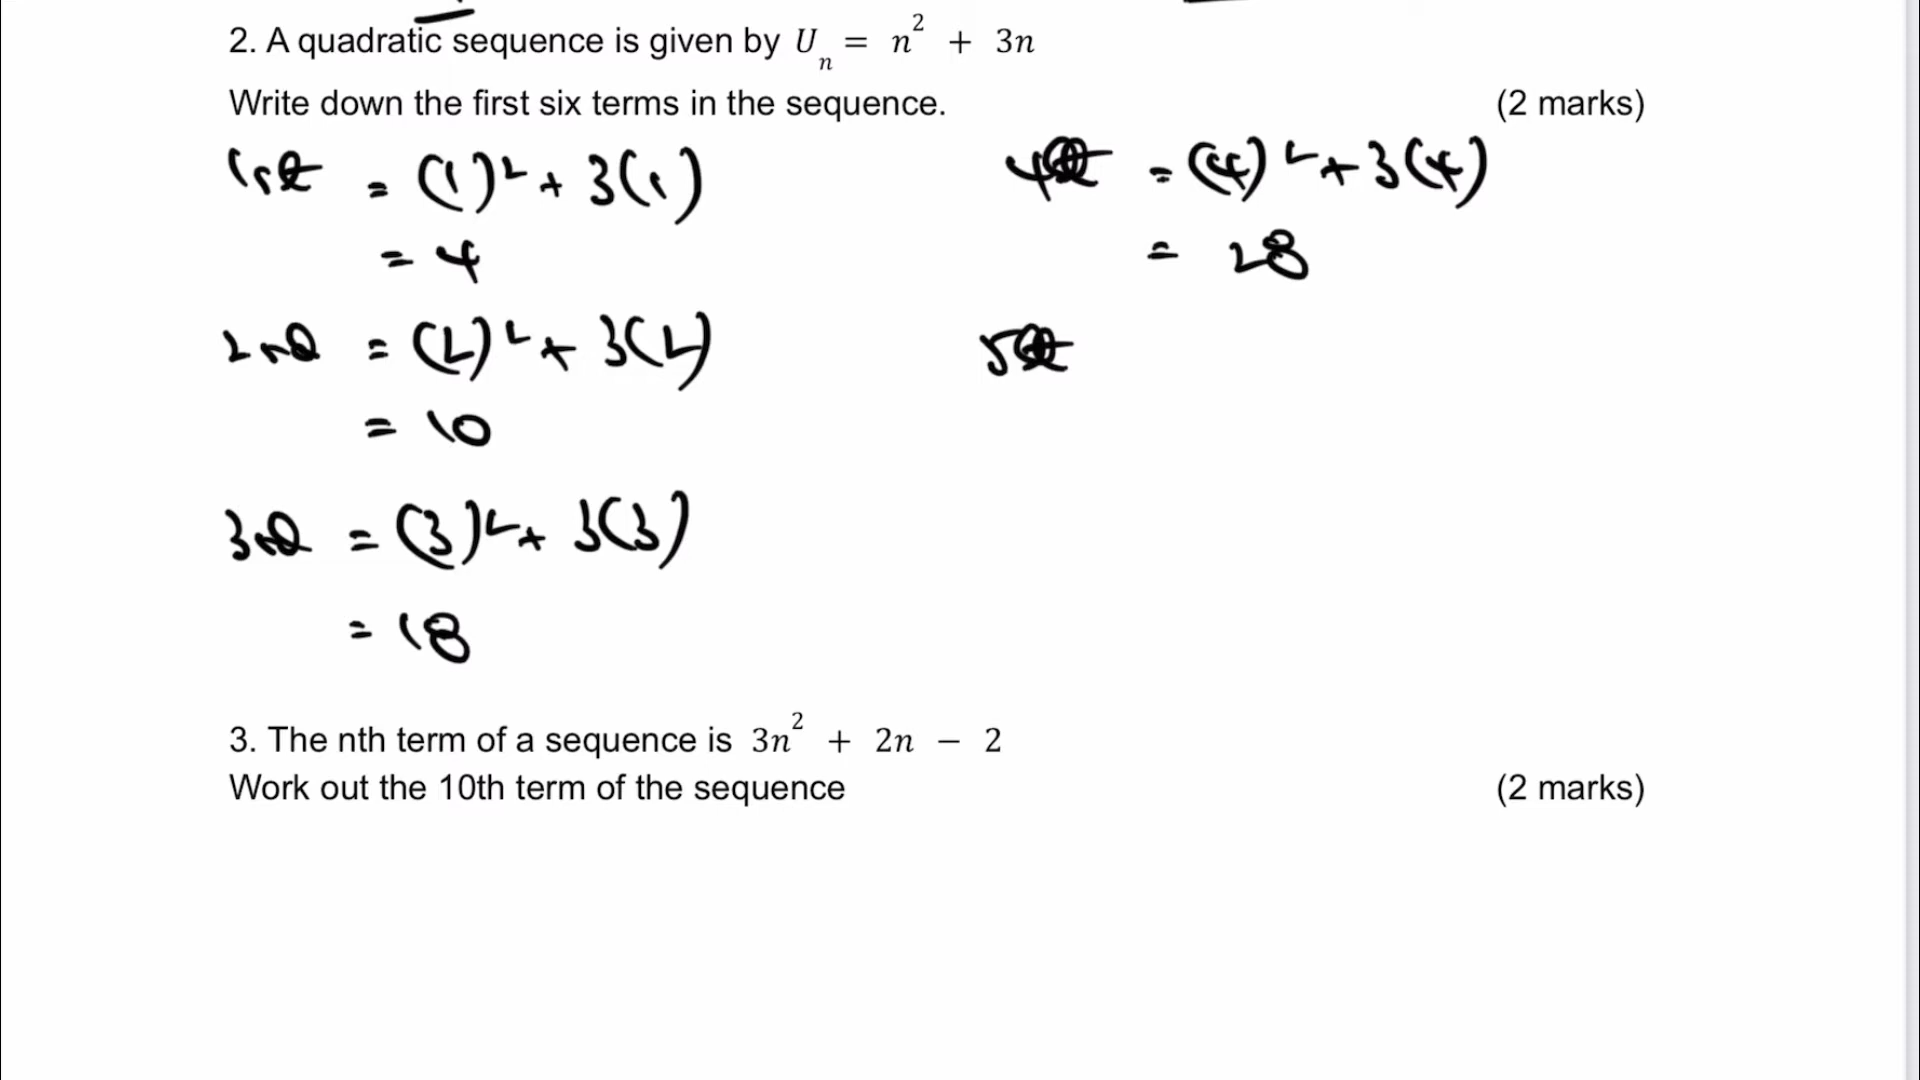 2. A quadratic sequence is given by Uₙ = n² + 3n
Write down the first six terms in the sequence. (2 marks)
1st = (1)² + 3(1)
= 4
2nd = (2)² + 3(2)
= 10
3rd = (3)² + 3(3)
= 18
4th = (4)² + 3(4)
= 28
5th
3. The nth term of a sequence is 3n² + 2n − 2
Work out the 10th term of the sequence (2 marks)